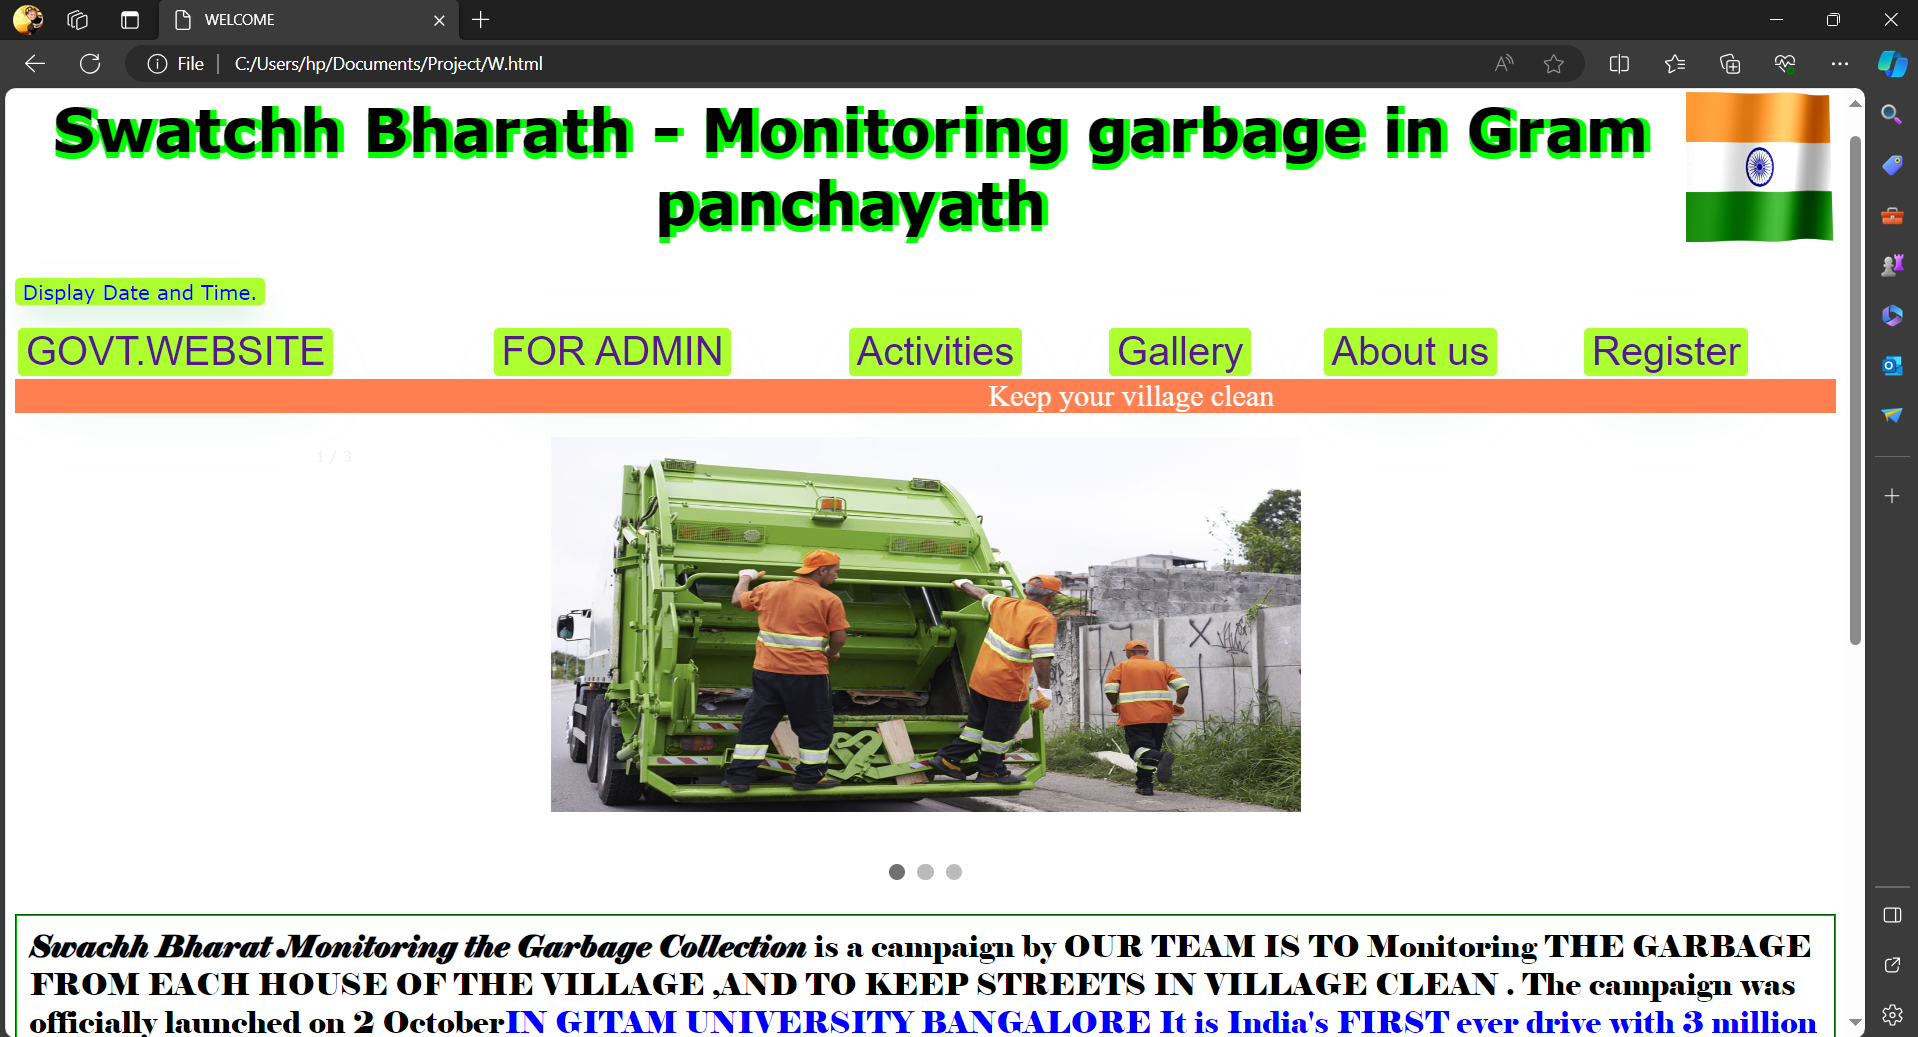 WELCOME
File
C:/Users/hp/Documents/Project/W.html
Swatchh Bharath - Monitoring garbage in Gram
panchayath
Display Date and Time.
GOVT.WEBSITE FOR ADMIN Activities Gallery About us Register
Keep your village clean
1 / 3
Swachh Bharat Monitoring the Garbage Collection is a campaign by OUR TEAM IS TO Monitoring THE GARBAGE
FROM EACH HOUSE OF THE VILLAGE ,AND TO KEEP STREETS IN VILLAGE CLEAN . The campaign was
officially launched on 2 OctoberIN GITAM UNIVERSITY BANGALORE It is India's FIRST ever drive with 3 million